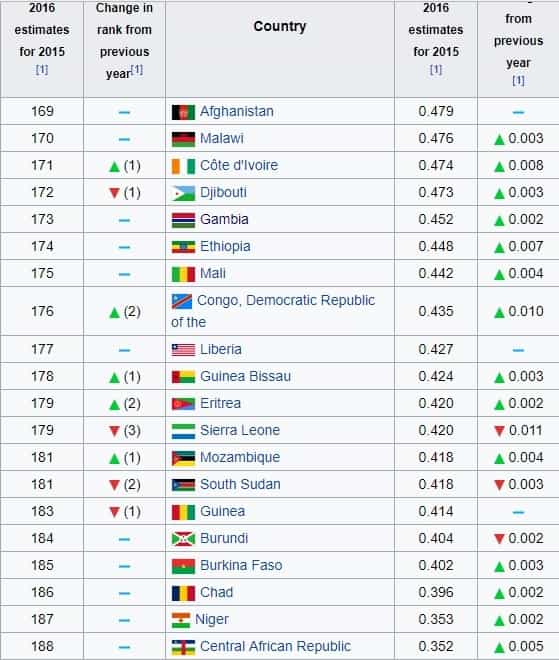 2016 estimates for 2015 [1] Change in rank from previous year[1] Country 2016 estimates for 2015 [1] from previous year [1]
169 – Afghanistan 0.479 –
170 – Malawi 0.476 ▲ 0.003
171 ▲ (1) Côte d'Ivoire 0.474 ▲ 0.008
172 ▼ (1) Djibouti 0.473 ▲ 0.003
173 – Gambia 0.452 ▲ 0.002
174 – Ethiopia 0.448 ▲ 0.007
175 – Mali 0.442 ▲ 0.004
176 ▲ (2) Congo, Democratic Republic of the 0.435 ▲ 0.010
177 – Liberia 0.427 –
178 ▲ (1) Guinea Bissau 0.424 ▲ 0.003
179 ▲ (2) Eritrea 0.420 ▲ 0.002
179 ▼ (3) Sierra Leone 0.420 ▼ 0.011
181 ▲ (1) Mozambique 0.418 ▲ 0.004
181 ▼ (2) South Sudan 0.418 ▼ 0.003
183 ▼ (1) Guinea 0.414 –
184 – Burundi 0.404 ▼ 0.002
185 – Burkina Faso 0.402 ▲ 0.003
186 – Chad 0.396 ▲ 0.002
187 – Niger 0.353 ▲ 0.002
188 – Central African Republic 0.352 ▲ 0.005